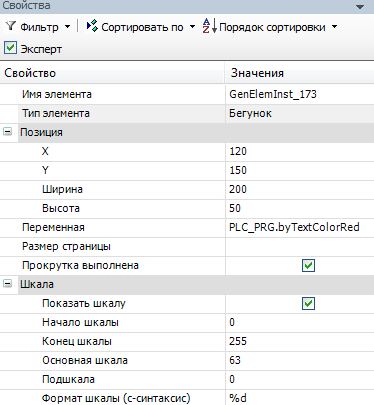 Свойства
Фильтр Сортировать по Порядок сортировки
Эксперт
Свойство Значения
Имя элемента GenElemInst_173
Тип элемента Бегунок
Позиция
X 120
Y 150
Ширина 200
Высота 50
Переменная PLC_PRG.byTextColorRed
Размер страницы
Прокрутка выполнена
Шкала
Показать шкалу
Начало шкалы 0
Конец шкалы 255
Основная шкала 63
Подшкала 0
Формат шкалы (с-синтаксис) %d